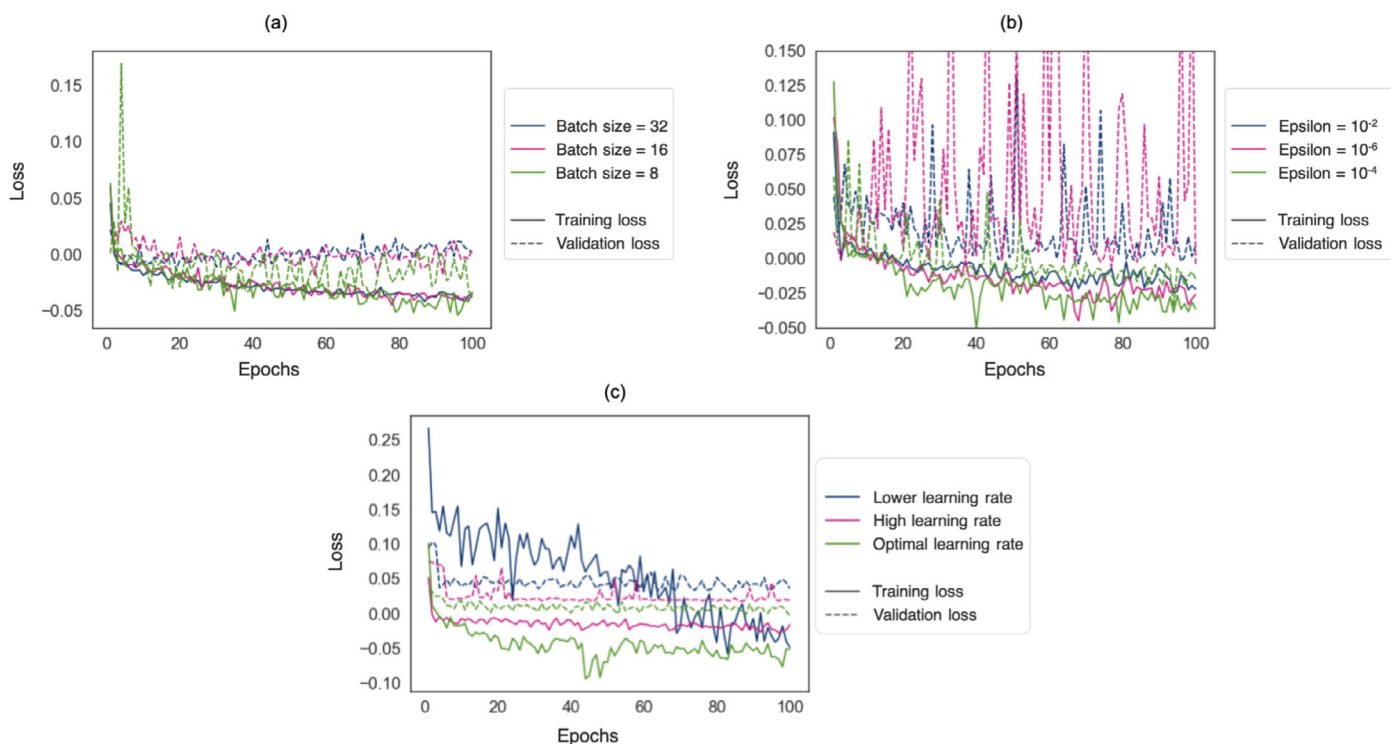 (a)
0.15
0.10
0.05
0.00
−0.05
Loss
0 20 40 60 80 100
Epochs
Batch size = 32
Batch size = 16
Batch size = 8
Training loss
Validation loss
(b)
0.150
0.125
0.100
0.075
0.050
0.025
0.000
−0.025
−0.050
Loss
0 20 40 60 80 100
Epochs
Epsilon = 10⁻²
Epsilon = 10⁻⁶
Epsilon = 10⁻⁴
Training loss
Validation loss
(c)
0.25
0.20
0.15
0.10
0.05
0.00
−0.05
−0.10
Loss
0 20 40 60 80 100
Epochs
Lower learning rate
High learning rate
Optimal learning rate
Training loss
Validation loss